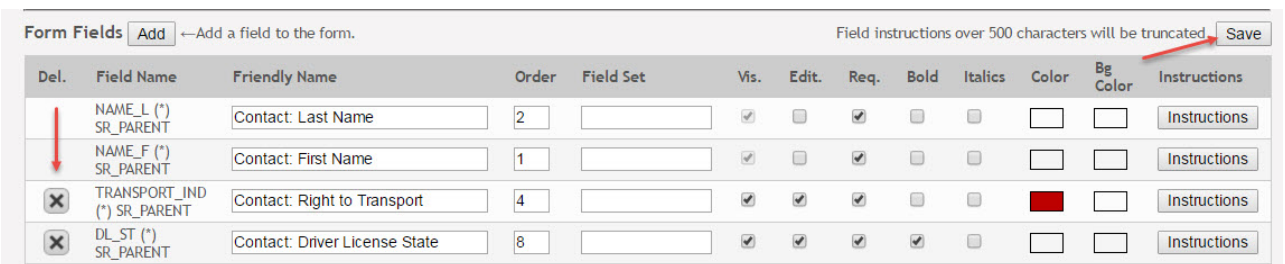 Form Fields Add ←Add a field to the form. Field instructions over 500 characters will be truncated. Save
Del. Field Name Friendly Name Order Field Set Vis. Edit. Req. Bold Italics Color Bg Color Instructions
NAME_L (*)
SR_PARENT Contact: Last Name 2 Instructions
NAME_F (*)
SR_PARENT Contact: First Name 1 Instructions
TRANSPORT_IND
(*) SR_PARENT Contact: Right to Transport 4 Instructions
DL_ST (*)
SR_PARENT Contact: Driver License State 8 Instructions